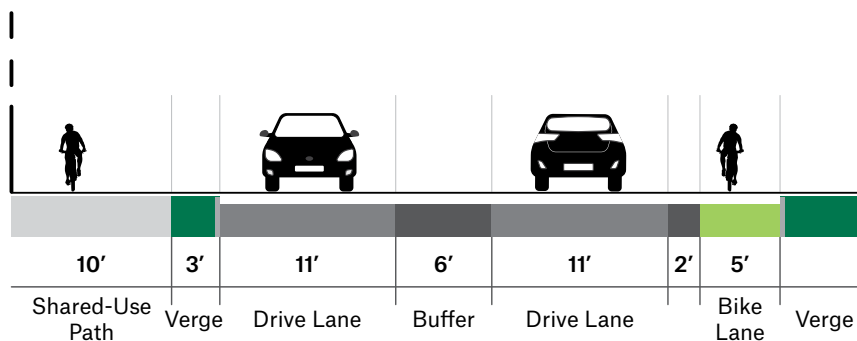 10′ 3′ 11′ 6′ 11′ 2′ 5′
Shared-Use Path Verge Drive Lane Buffer Drive Lane Bike Lane Verge